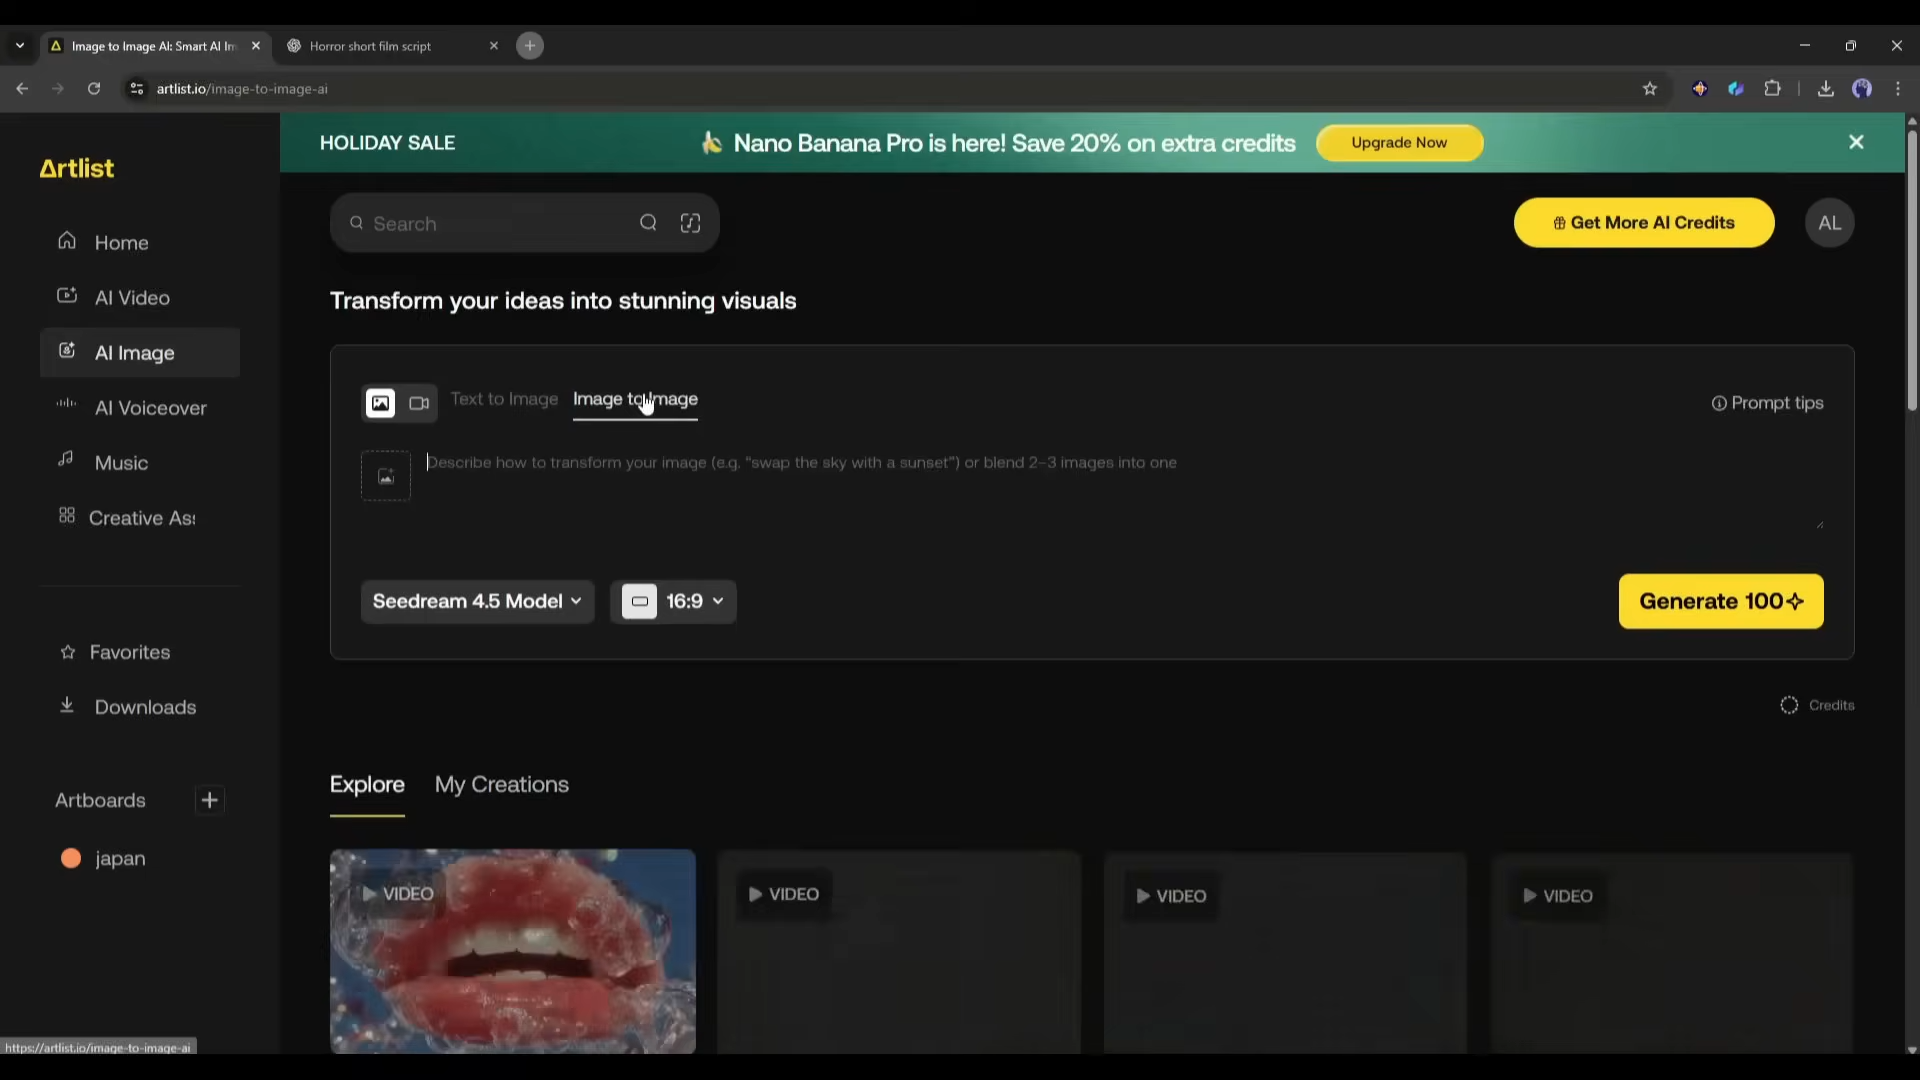 Image to Image AI: Smart AI Im
Horror short film script
artlist.io/image-to-image-ai
HOLIDAY SALE
Nano Banana Pro is here! Save 20% on extra credits
Upgrade Now
Artlist
Search
Get More AI Credits
AL
Home
AI Video
AI Image
AI Voiceover
Music
Creative Ass
Favorites
Downloads
Artboards
japan
Transform your ideas into stunning visuals
Text to Image
Image to Image
Prompt tips
Describe how to transform your image (e.g. “swap the sky with a sunset”) or blend 2–3 images into one
Seedream 4.5 Model
16:9
Generate 100
Credits
Explore
My Creations
VIDEO
VIDEO
VIDEO
VIDEO
https://artlist.io/image-to-image-ai